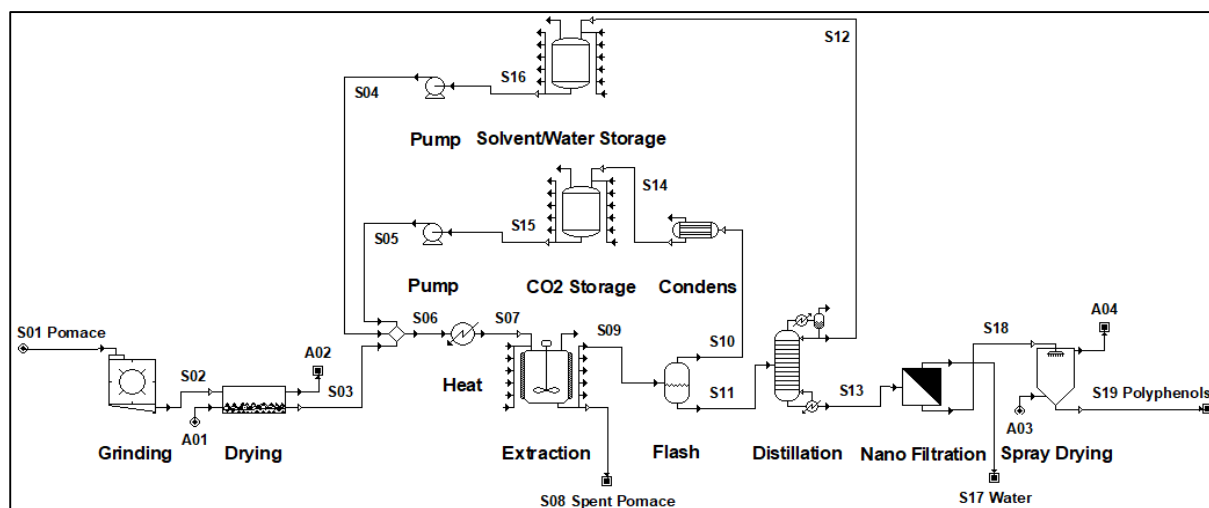 S12
S16
S04
Pump Solvent/Water Storage
S14
S15
S05
Pump CO2 Storage Condens
S01 Pomace
S06 S07 S09 S10 S18 A04
S02 A02 S03
Heat
S11 S13
S19 Polyphenols
A01
A03
Grinding Drying Extraction Flash Distillation Nano Filtration Spray Drying
S08 Spent Pomace
S17 Water